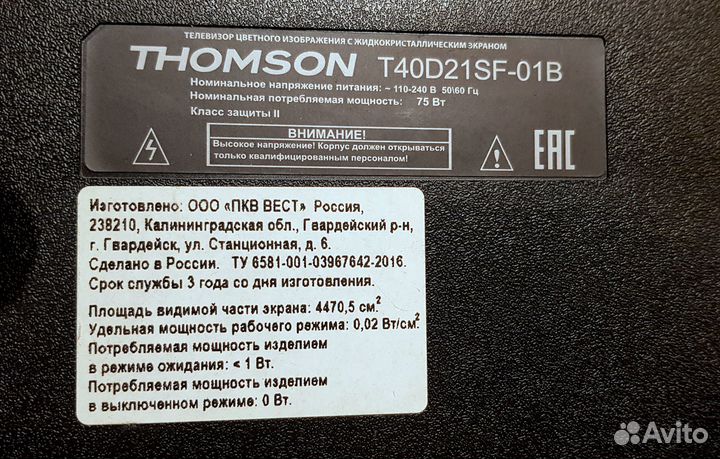 ТЕЛЕВИЗОР ЦВЕТНОГО ИЗОБРАЖЕНИЯ С ЖИДКОКРИСТАЛЛИЧЕСКИМ ЭКРАНОМ
THOMSON T40D21SF-01B
Номинальное напряжение питания: ~ 110-240 В 50\60 Гц
Номинальная потребляемая мощность: 75 Вт
Класс защиты II
ВНИМАНИЕ!
Высокое напряжение! Корпус должен открываться
только квалифицированным персоналом!
EAC
Изготовлено: ООО «ПКВ ВЕСТ» Россия,
238210, Калининградская обл., Гвардейский р-н,
г. Гвардейск, ул. Станционная, д. 6.
Сделано в России. ТУ 6581-001-03967642-2016.
Срок службы 3 года со дня изготовления.
Площадь видимой части экрана: 4470,5 см²
Удельная мощность рабочего режима: 0,02 Вт/см²
Потребляемая мощность изделием
в режиме ожидания: < 1 Вт.
Потребляемая мощность изделием
в выключенном режиме: 0 Вт.
Avito